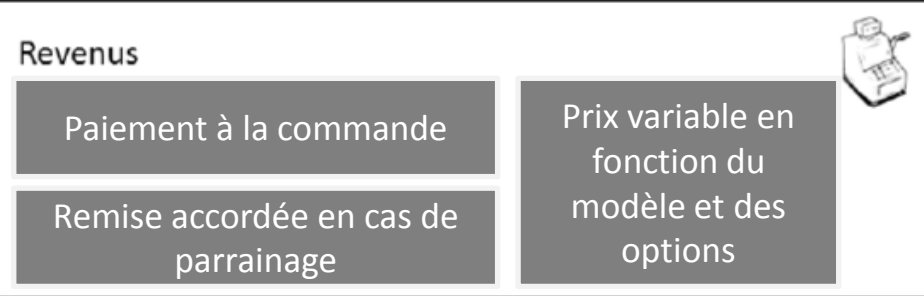 Revenus
Paiement à la commande
Remise accordée en cas de
parrainage
Prix variable en
fonction du
modèle et des
options